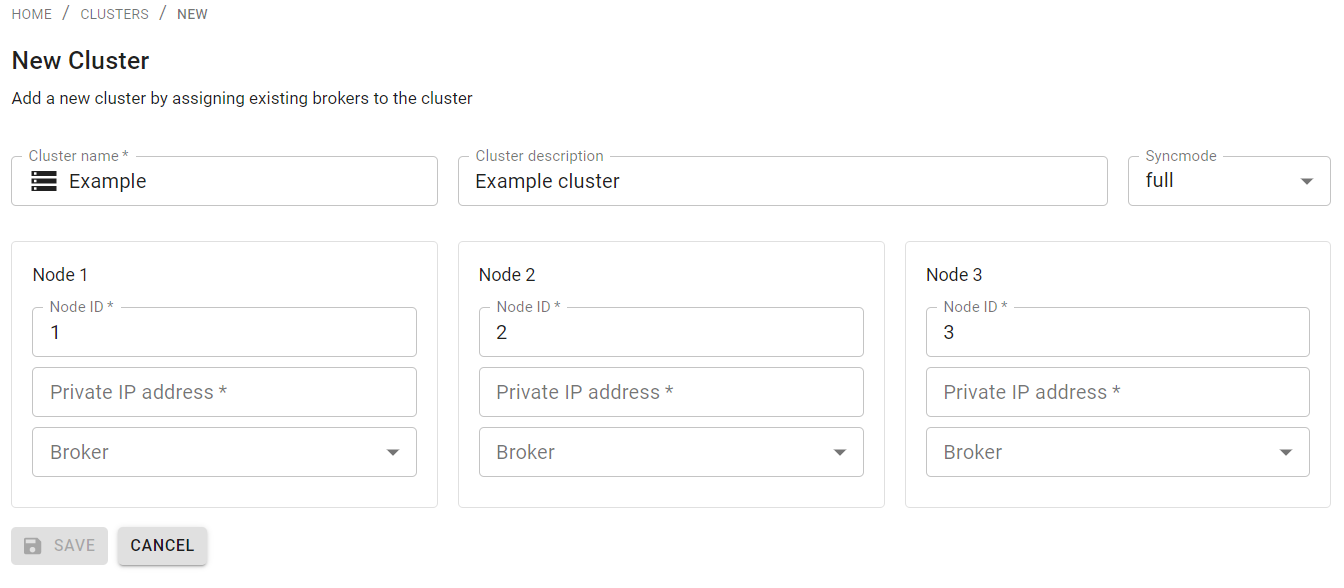 HOME / CLUSTERS / NEW
New Cluster
Add a new cluster by assigning existing brokers to the cluster
Cluster name *
Example
Cluster description
Example cluster
Syncmode
full
Node 1
Node ID *
1
Private IP address *
Broker
Node 2
Node ID *
2
Private IP address *
Broker
Node 3
Node ID *
3
Private IP address *
Broker
SAVE
CANCEL